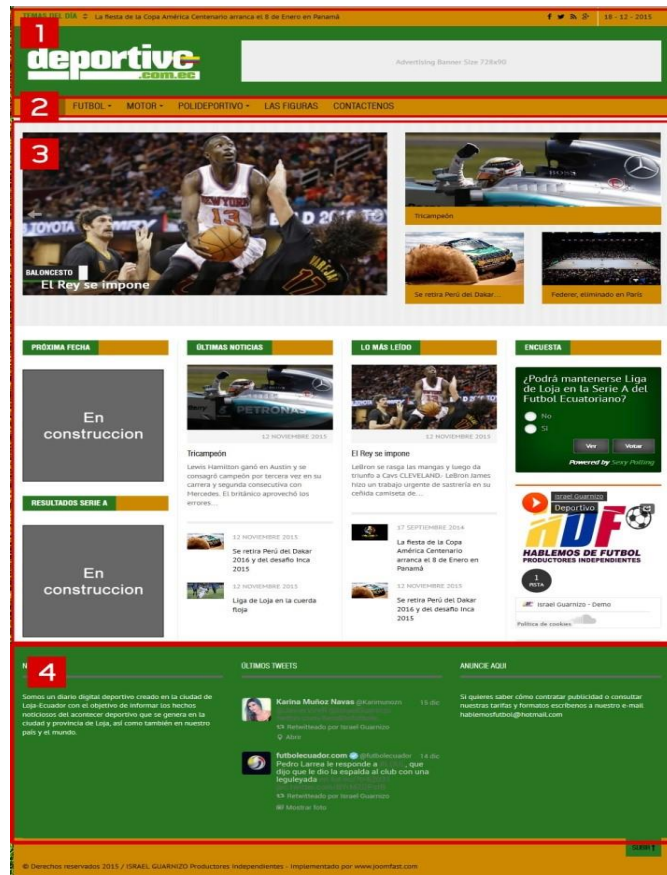 TEMAS DEL DÍA La fiesta de la Copa América Centenario arranca el 8 de Enero en Panamá
18 - 12 - 2015
1
deportivo
.com.ec
Advertising Banner Size 728x90
2
FUTBOL
MOTOR
POLIDEPORTIVO
LAS FIGURAS
CONTACTENOS
3
NEW YORK
13
TOYOTA
VAREJAO
17
BALONCESTO
El Rey se impone
Tricampeón
Se retira Perú del Dakar...
Federer, eliminado en París
PRÓXIMA FECHA
En
construccion
RESULTADOS SERIE A
En
construccion
ÚLTIMAS NOTICIAS
PETRONAS
12 NOVIEMBRE 2015
Tricampeón
Lewis Hamilton ganó en Austin y se
consagró campeón por tercera vez en su
carrera y segunda consecutiva con
Mercedes. El británico aprovechó los
errores...
12 NOVIEMBRE 2015
Se retira Perú del Dakar
2016 y del desafío Inca
2015
12 NOVIEMBRE 2015
Liga de Loja en la cuerda
floja
LO MÁS LEÍDO
12 NOVIEMBRE 2015
El Rey se impone
LeBron se rasga las mangas y luego da
triunfo a Cavs CLEVELAND.- LeBron James
hizo un trabajo urgente de sastrería en su
ceñida camiseta de...
17 SEPTIEMBRE 2014
La fiesta de la Copa
América Centenario
arranca el 8 de Enero en
Panamá
12 NOVIEMBRE 2015
Se retira Perú del Dakar
2016 y del desafío Inca
2015
ENCUESTA
¿Podrá mantenerse Liga
de Loja en la Serie A del
Futbol Ecuatoriano?
No
Si
Ver
Votar
Powered by Sexy Polling
Israel Guarnizo
Deportivo
HDF
HABLEMOS DE FUTBOL
PRODUCTORES INDEPENDIENTES
1
PISTA
Israel Guarnizo - Demo
Política de cookies
4
Somos un diario digital deportivo creado en la ciudad de
Loja-Ecuador con el objetivo de informar los hechos
noticiosos del acontecer deportivo que se genera en la
ciudad y provincia de Loja, así como también en nuestro
país y el mundo.
ÚLTIMOS TWEETS
Karina Muñoz Navas @Karimunozn 15 dic
Retwitteado por Israel Guarnizo
Abrir
futbolecuador.com @futbolecuador 14 dic
Pedro Larrea le responde a , que
dijo que le dio la espalda al club con una
leguleyada
Retwitteado por Israel Guarnizo
Mostrar foto
ANUNCIE AQUI
Si quieres saber cómo contratar publicidad o consultar
nuestras tarifas y formatos escríbenos a nuestro e-mail:
hablemosfutbol@hotmail.com
SUBIR
© Derechos reservados 2015 / ISRAEL GUARNIZO Productores Independientes - Implementado por www.joomfast.com